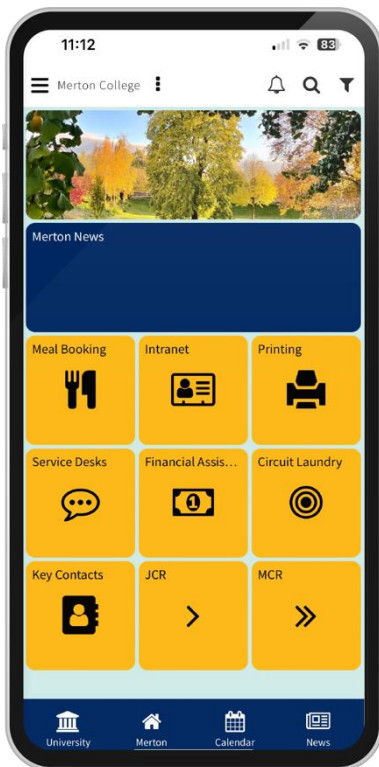 11:12
83
Merton College
Merton News
Meal Booking
Intranet
Printing
Service Desks
Financial Assis...
1
Circuit Laundry
Key Contacts
JCR
MCR
University
Merton
Calendar
News